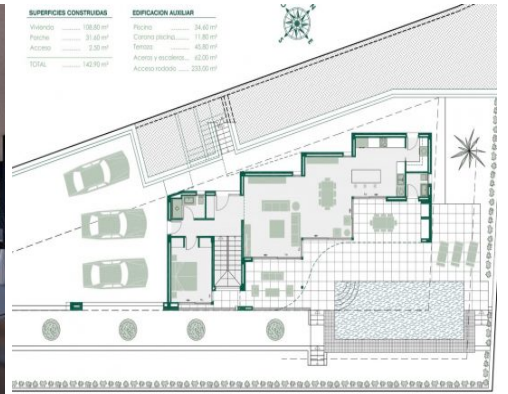 SUPERFICIES CONSTRUIDAS
Vivienda ............ 108,80 m²
Porche ............ 31,60 m²
Acceso ............ 2,50 m²
TOTAL ............ 142,90 m²
EDIFICACION AUXILIAR
Piscina ............ 34,60 m²
Corona piscina ........ 11,80 m²
Terraza ............ 45,80 m²
Aceras y escaleras ... 62,00 m²
Acceso rodado ..... 233,00 m²